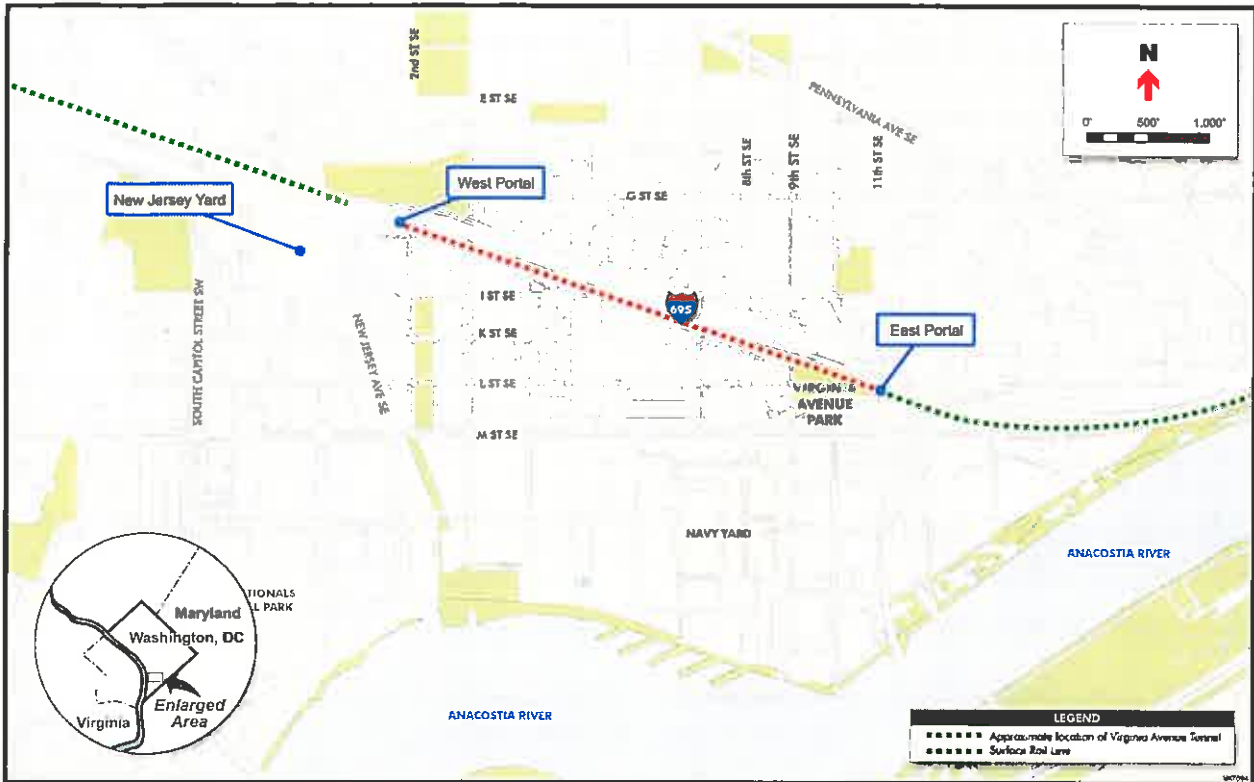 2nd ST SE
E ST SE
PENNSYLVANIA AVE SE
N
0'
500'
1,000'
8th ST SE
9th ST SE
11th ST SE
West Portal
New Jersey Yard
G ST SE
I ST SE
695
K ST SE
East Portal
SOUTH CAPITOL STREET SW
NEW JERSEY AVE SE
L ST SE
VIRGINIA
AVENUE
PARK
M ST SE
NAVY YARD
ANACOSTIA RIVER
TIONALS
L PARK
Maryland
Washington, DC
Enlarged
Area
Virginia
ANACOSTIA RIVER
LEGEND
Approximate location of Virginia Avenue Tunnel
Surface Rail Line